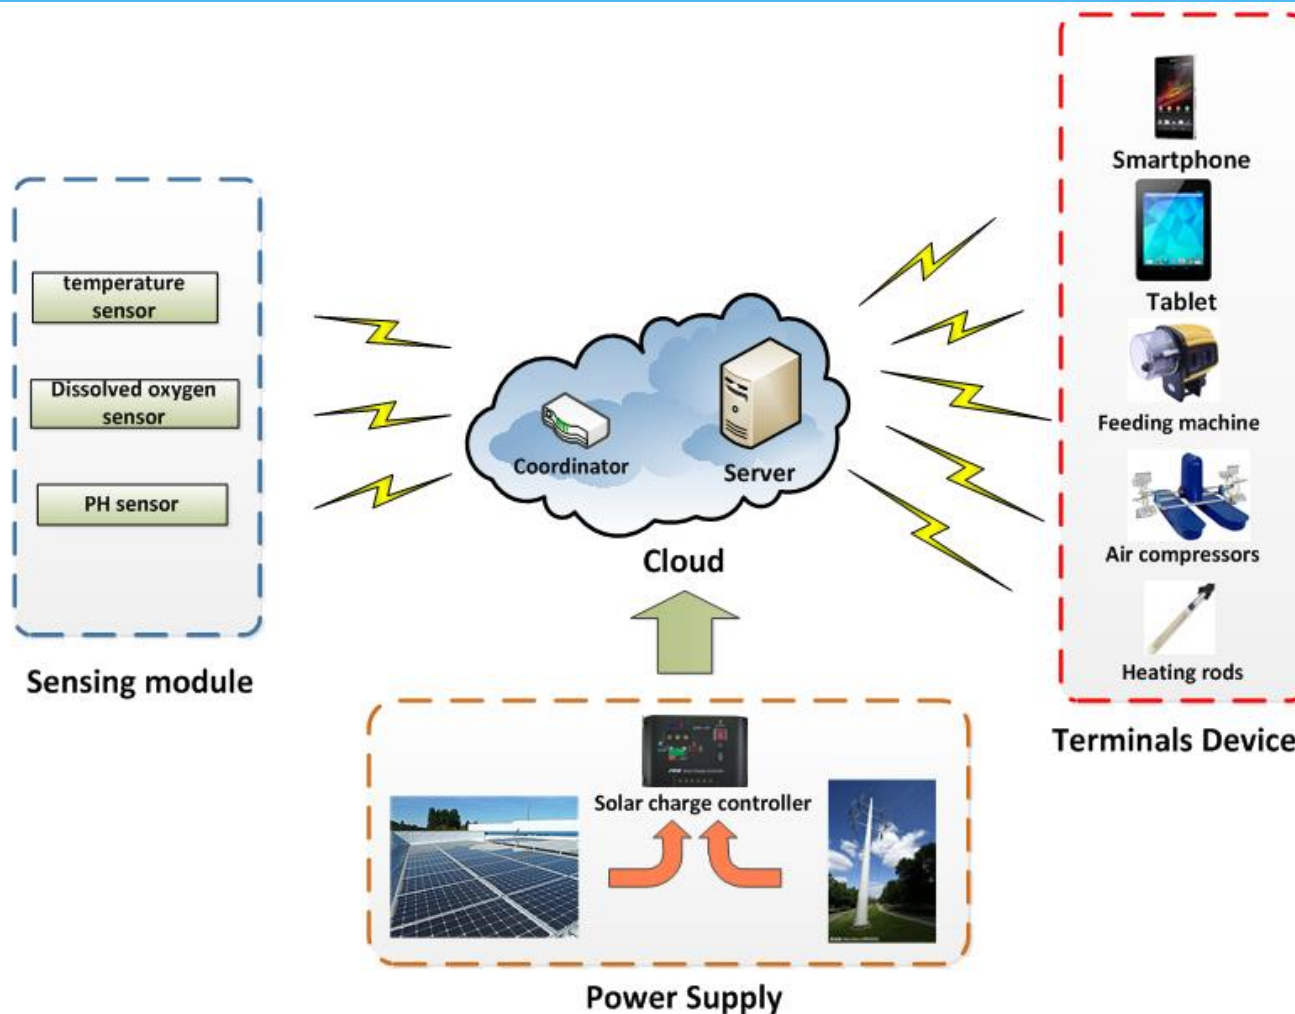 Smartphone
Tablet
Feeding machine
Air compressors
Heating rods
Terminals Device
temperature
sensor
Dissolved oxygen
sensor
PH sensor
Sensing module
Coordinator
Server
Cloud
Solar charge controller
Power Supply